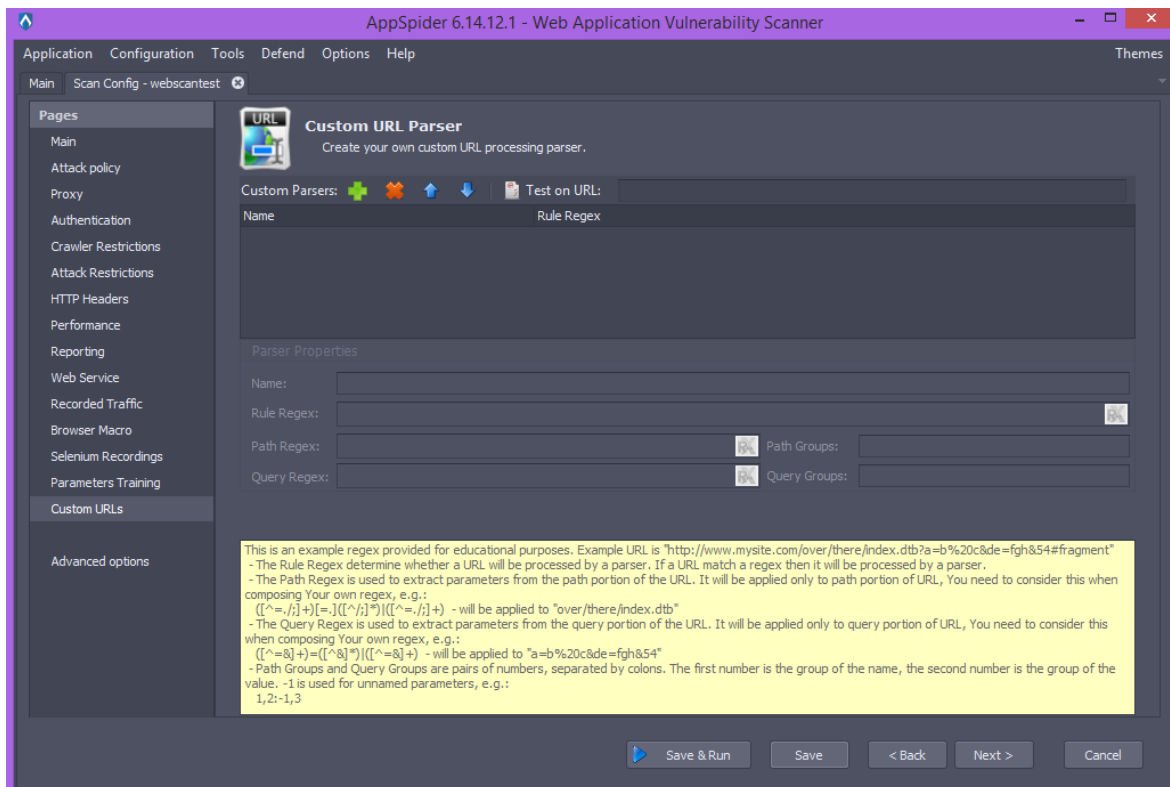 AppSpider 6.14.12.1 - Web Application Vulnerability Scanner
Application Configuration Tools Defend Options Help Themes
Main Scan Config - webscantest
Pages
Main
Attack policy
Proxy
Authentication
Crawler Restrictions
Attack Restrictions
HTTP Headers
Performance
Reporting
Web Service
Recorded Traffic
Browser Macro
Selenium Recordings
Parameters Training
Custom URLs
Advanced options
URL
Custom URL Parser
Create your own custom URL processing parser.
Custom Parsers: Test on URL:
Name Rule Regex
Parser Properties
Name:
Rule Regex:
Path Regex: Path Groups:
Query Regex: Query Groups:
This is an example regex provided for educational purposes. Example URL is "http://www.mysite.com/over/there/index.dtb?a=b%20c&de=fgh&54#fragment"
- The Rule Regex determine whether a URL will be processed by a parser. If a URL match a regex then it will be processed by a parser.
- The Path Regex is used to extract parameters from the path portion of the URL. It will be applied only to path portion of URL, You need to consider this when
composing Your own regex, e.g.:
([^=./;]+)[=.]([^/;]*)|([^=./;]+) - will be applied to "over/there/index.dtb"
- The Query Regex is used to extract parameters from the query portion of the URL. It will be applied only to query portion of URL, You need to consider this
when composing Your own regex, e.g.:
([^=&]+)=([^&]*)|([^=&]+) - will be applied to "a=b%20c&de=fgh&54"
- Path Groups and Query Groups are pairs of numbers, separated by colons. The first number is the group of the name, the second number is the group of the
value. -1 is used for unnamed parameters, e.g.:
1,2:-1,3
Save & Run Save < Back Next > Cancel